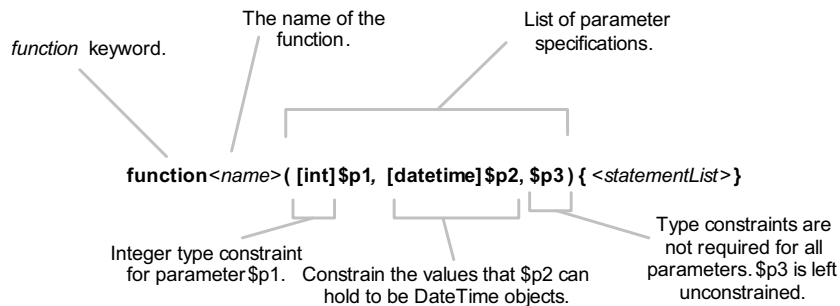 function keyword.
The name of the
function.
List of parameter
specifications.
function<name>( [int]$p1, [datetime]$p2, $p3) { <statementList>}
Integer type constraint
for parameter $p1.
Constrain the values that $p2 can
hold to be DateTime objects.
Type constraints are
not required for all
parameters. $p3 is left
unconstrained.